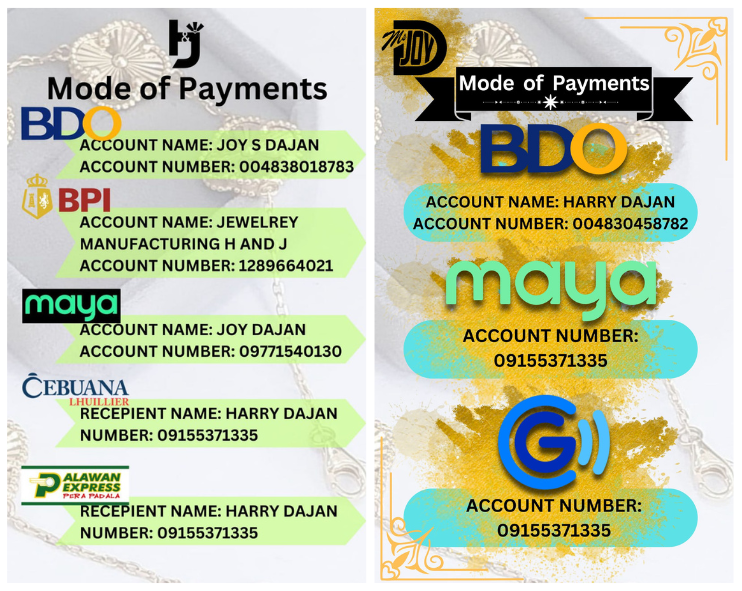 H&J
Mode of Payments
BDO
ACCOUNT NAME: JOY S DAJAN
ACCOUNT NUMBER: 004838018783
BPI
ACCOUNT NAME: JEWELREY
MANUFACTURING H AND J
ACCOUNT NUMBER: 1289664021
maya
ACCOUNT NAME: JOY DAJAN
ACCOUNT NUMBER: 09771540130
CEBUANA
LHUILLIER
RECEPIENT NAME: HARRY DAJAN
NUMBER: 09155371335
PALAWAN
EXPRESS
PERA PADALA
RECEPIENT NAME: HARRY DAJAN
NUMBER: 09155371335
JOY
Mode of Payments
BDO
ACCOUNT NAME: HARRY DAJAN
ACCOUNT NUMBER: 004830458782
maya
ACCOUNT NUMBER:
09155371335
G
ACCOUNT NUMBER:
09155371335